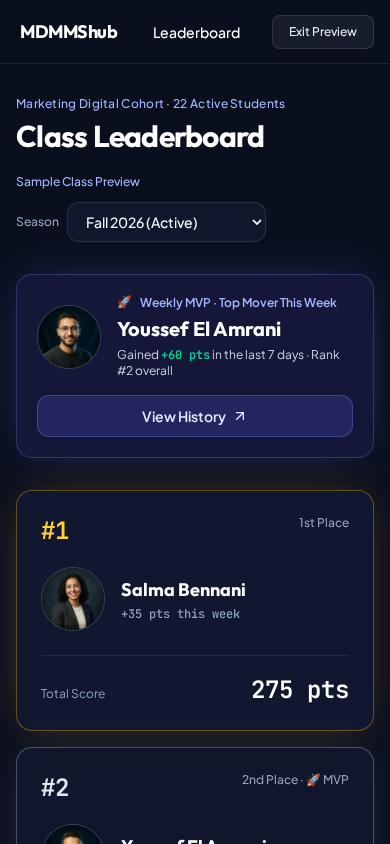 MDMMShub Leaderboard Exit Preview
Marketing Digital Cohort · 22 Active Students
Class Leaderboard
Sample Class Preview
Season Fall 2026 (Active)
🚀 Weekly MVP · Top Mover This Week
Youssef El Amrani
Gained +60 pts in the last 7 days · Rank
#2 overall
View History ↗
#1 1st Place
Salma Bennani
+35 pts this week
Total Score 275 pts
#2 2nd Place · 🚀 MVP
Youssef El Amrani